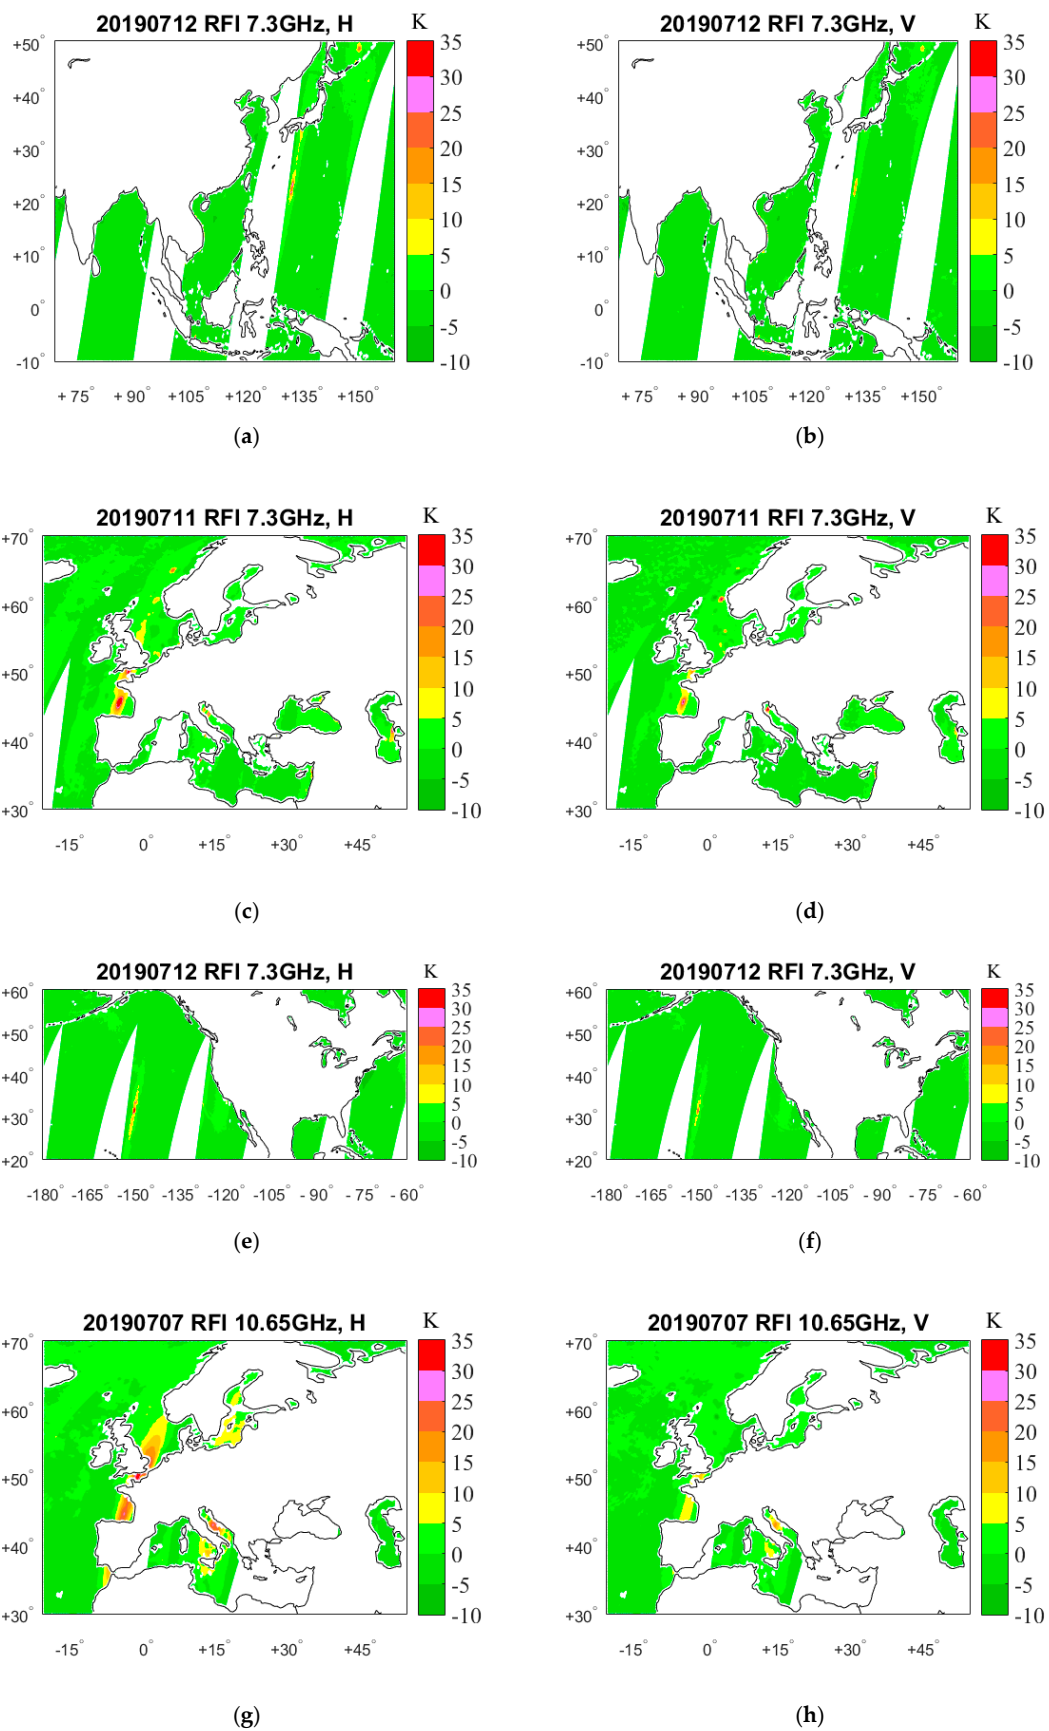 20190712 RFI 7.3GHz, H K
+50° +40° +30° +20° +10° 0° -10°
35 30 25 20 15 10 5 0 -5 -10
+ 75° + 90° +105° +120° +135° +150°
(a)
20190712 RFI 7.3GHz, V K
+50° +40° +30° +20° +10° 0° -10°
35 30 25 20 15 10 5 0 -5 -10
+ 75° + 90° +105° +120° +135° +150°
(b)
20190711 RFI 7.3GHz, H K
+70° +60° +50° +40° +30°
35 30 25 20 15 10 5 0 -5 -10
-15° 0° +15° +30° +45°
(c)
20190711 RFI 7.3GHz, V K
+70° +60° +50° +40° +30°
35 30 25 20 15 10 5 0 -5 -10
-15° 0° +15° +30° +45°
(d)
20190712 RFI 7.3GHz, H K
+60° +50° +40° +30° +20°
35 30 25 20 15 10 5 0 -5 -10
-180° -165° -150° -135° -120° -105° - 90° - 75° - 60°
(e)
20190712 RFI 7.3GHz, V K
+60° +50° +40° +30° +20°
35 30 25 20 15 10 5 0 -5 -10
-180° -165° -150° -135° -120° -105° - 90° - 75° - 60°
(f)
20190707 RFI 10.65GHz, H K
+70° +60° +50° +40° +30°
35 30 25 20 15 10 5 0 -5 -10
-15° 0° +15° +30° +45°
(g)
20190707 RFI 10.65GHz, V K
+70° +60° +50° +40° +30°
35 30 25 20 15 10 5 0 -5 -10
-15° 0° +15° +30° +45°
(h)